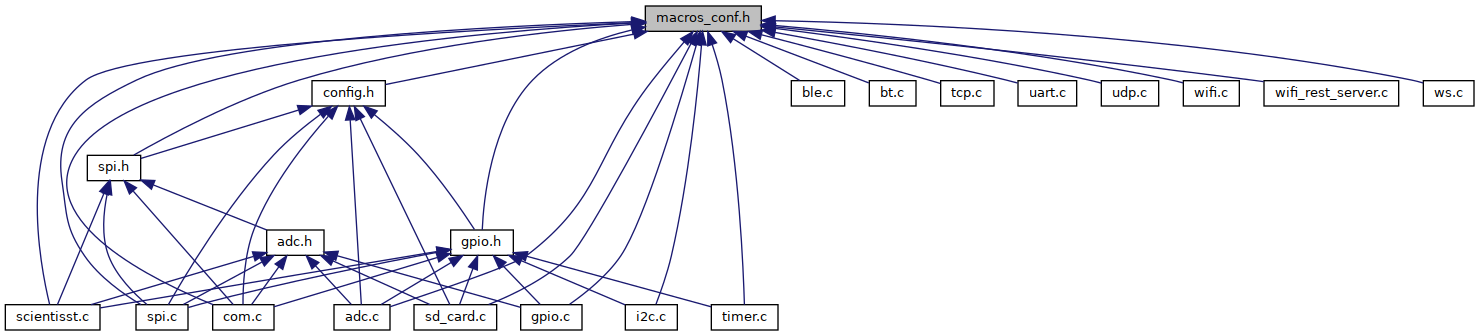 macros_conf.h
config.h
ble.c
bt.c
tcp.c
uart.c
udp.c
wifi.c
wifi_rest_server.c
ws.c
spi.h
adc.h
gpio.h
scientisst.c
spi.c
com.c
adc.c
sd_card.c
gpio.c
i2c.c
timer.c